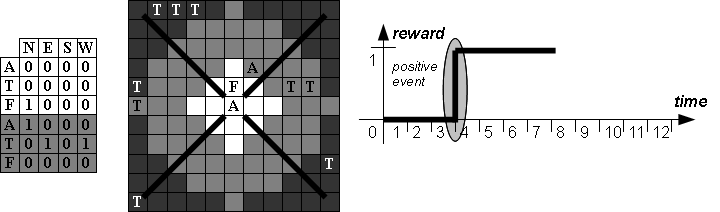 N E S W
A 0 0 0 0
T 0 0 0 0
F 1 0 0 0
A 1 0 0 0
T 0 1 0 1
F 0 0 0 0
T T T
A
T F T T
T A
T
T
reward
1
positive
event
time
0 1 2 3 4 5 6 7 8 9 10 11 12